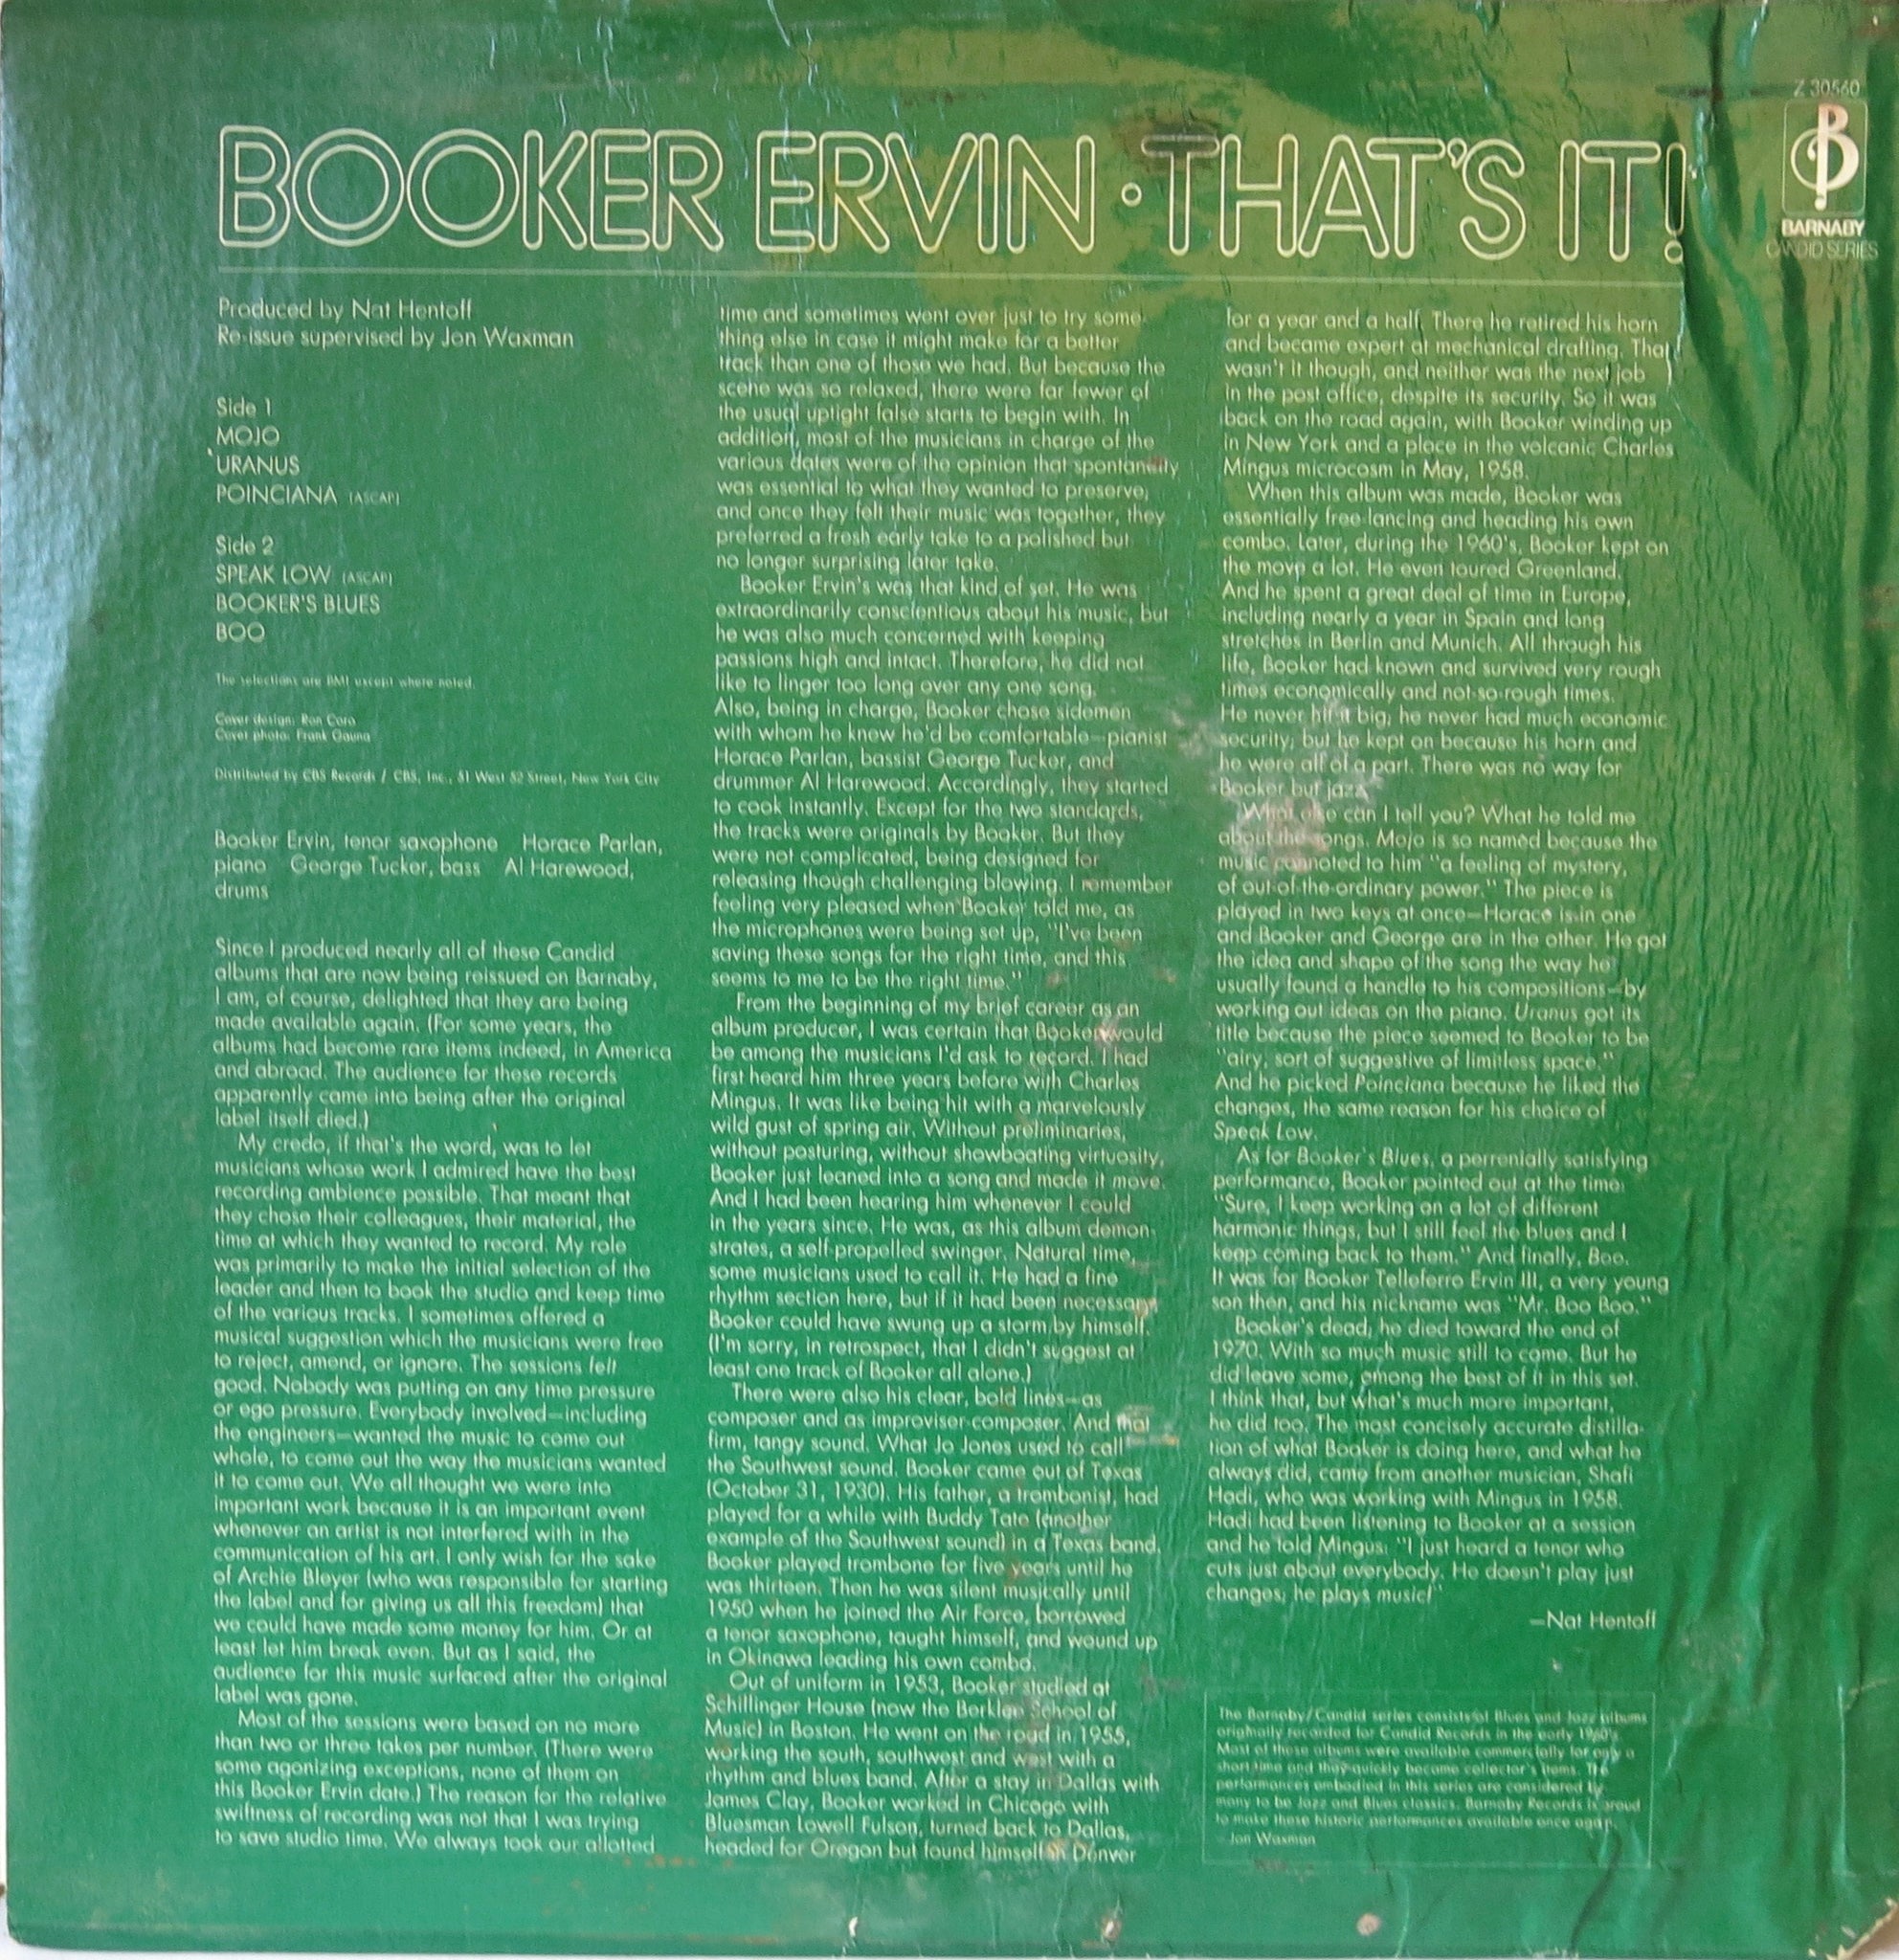 Z 30560
BOOKER ERVIN • THAT'S IT!
BARNABY
CANDID SERIES
Produced by Nat Hentoff
Re-issue supervised by Jon Waxman
Side 1
MOJO
URANUS
POINCIANA (ASCAP)
Side 2
SPEAK LOW (ASCAP)
BOOKER'S BLUES
BOO
The selections are BMI except where noted.
Cover design: Ron Coro
Cover photo: Frank Gauna
Distributed by CBS Records / CBS, Inc., 51 West 52 Street, New York City
Booker Ervin, tenor saxophone Horace Parlan,
piano George Tucker, bass Al Harewood,
drums
Since I produced nearly all of these Candid
albums that are now being reissued on Barnaby,
I am, of course, delighted that they are being
made available again. (For some years, the
albums had become rare items indeed, in America
and abroad. The audience for these records
apparently came into being after the original
label itself died.)
My credo, if that's the word, was to let
musicians whose work I admired have the best
recording ambience possible. That meant that
they chose their colleagues, their material, the
time at which they wanted to record. My role
was primarily to make the initial selection of the
leader and then to book the studio and keep time
of the various tracks. I sometimes offered a
musical suggestion which the musicians were free
to reject, amend, or ignore. The sessions felt
good. Nobody was putting on any time pressure
or ego pressure. Everybody involved—including
the engineers—wanted the music to come out
whole, to come out the way the musicians wanted
it to come out. We all thought we were into
important work because it is an important event
whenever an artist is not interfered with in the
communication of his art. I only wish for the sake
of Archie Bleyer (who was responsible for starting
the label and for giving us all this freedom) that
we could have made some money for him. Or at
least let him break even. But as I said, the
audience for this music surfaced after the original
label was gone.
Most of the sessions were based on no more
than two or three takes per number. (There were
some agonizing exceptions, none of them on
this Booker Ervin date.) The reason for the relative
swiftness of recording was not that I was trying
to save studio time. We always took our allotted
time and sometimes went over just to try some-
thing else in case it might make for a better
track than one of those we had. But because the
scene was so relaxed, there were far fewer of
the usual uptight false starts to begin with. In
addition, most of the musicians in charge of the
various dates were of the opinion that spontaneity
was essential to what they wanted to preserve,
and once they felt their music was together, they
preferred a fresh early take to a polished but
no longer surprising later take.
Booker Ervin's was that kind of set. He was
extraordinarily conscientious about his music, but
he was also much concerned with keeping
passions high and intact. Therefore, he did not
like to linger too long over any one song.
Also, being in charge, Booker chose sidemen
with whom he knew he'd be comfortable—pianist
Horace Parlan, bassist George Tucker, and
drummer Al Harewood. Accordingly, they started
to cook instantly. Except for the two standards,
the tracks were originals by Booker. But they
were not complicated, being designed for
releasing though challenging blowing. I remember
feeling very pleased when Booker told me, as
the microphones were being set up, "I've been
saving these songs for the right time, and this
seems to me to be the right time."
From the beginning of my brief career as an
album producer, I was certain that Booker would
be among the musicians I'd ask to record. I had
first heard him three years before with Charles
Mingus. It was like being hit with a marvelously
wild gust of spring air. Without preliminaries,
without posturing, without showboating virtuosity,
Booker just leaned into a song and made it move.
And I had been hearing him whenever I could
in the years since. He was, as this album demon-
strates, a self-propelled swinger. Natural time,
some musicians used to call it. He had a fine
rhythm section here, but if it had been necessary
Booker could have swung up a storm by himself.
(I'm sorry, in retrospect, that I didn't suggest at
least one track of Booker all alone.)
There were also his clear, bold lines—as
composer and as improviser-composer. And that
firm, tangy sound. What Jo Jones used to call
the Southwest sound. Booker came out of Texas
(October 31, 1930). His father, a trombonist, had
played for a while with Buddy Tate (another
example of the Southwest sound) in a Texas band.
Booker played trombone for five years until he
was thirteen. Then he was silent musically until
1950 when he joined the Air Force, borrowed
a tenor saxophone, taught himself, and wound up
in Okinawa leading his own combo.
Out of uniform in 1953, Booker studied at
Schillinger House (now the Berklee School of
Music) in Boston. He went on the road in 1955,
working the south, southwest and west with a
rhythm and blues band. After a stay in Dallas with
James Clay, Booker worked in Chicago with
Bluesman Lowell Fulson, turned back to Dallas,
headed for Oregon but found himself in Denver
for a year and a half. There he retired his horn
and became expert at mechanical drafting. That
wasn't it though, and neither was the next job
in the post office, despite its security. So it was
back on the road again, with Booker winding up
in New York and a place in the volcanic Charles
Mingus microcosm in May, 1958.
When this album was made, Booker was
essentially free-lancing and heading his own
combo. Later, during the 1960's, Booker kept on
the move a lot. He even toured Greenland.
And he spent a great deal of time in Europe,
including nearly a year in Spain and long
stretches in Berlin and Munich. All through his
life, Booker had known and survived very rough
times economically and not-so-rough times.
He never hit it big; he never had much economic
security; but he kept on because his horn and
he were all of a part. There was no way for
Booker but jazz.
What else can I tell you? What he told me
about the songs. Mojo is so named because the
music connoted to him "a feeling of mystery,
of out-of-the-ordinary power." The piece is
played in two keys at once—Horace is in one
and Booker and George are in the other. He got
the idea and shape of the song the way he
usually found a handle to his compositions—by
working out ideas on the piano. Uranus got its
title because the piece seemed to Booker to be
"airy, sort of suggestive of limitless space."
And he picked Poinciana because he liked the
changes, the same reason for his choice of
Speak Low.
As for Booker's Blues, a perrenially satisfying
performance, Booker pointed out at the time:
"Sure, I keep working on a lot of different
harmonic things, but I still feel the blues and I
keep coming back to them." And finally, Boo.
It was for Booker Telleferro Ervin III, a very young
son then, and his nickname was "Mr. Boo Boo."
Booker's dead; he died toward the end of
1970. With so much music still to come. But he
did leave some, among the best of it in this set.
I think that, but what's much more important,
he did too. The most concisely accurate distilla-
tion of what Booker is doing here, and what he
always did, came from another musician, Shafi
Hadi, who was working with Mingus in 1958.
Hadi had been listening to Booker at a session
and he told Mingus: "I just heard a tenor who
cuts just about everybody. He doesn't play just
changes; he plays music!"
—Nat Hentoff
The Barnaby/Candid series consists of Blues and Jazz albums
originally recorded for Candid Records in the early 1960's.
Most of these albums were available commercially for only a
short time and they quickly became collector's items. The
performances embodied in this series are considered by
many to be Jazz and Blues classics. Barnaby Records is proud
to make these historic performances available once again.
- Jon Waxman